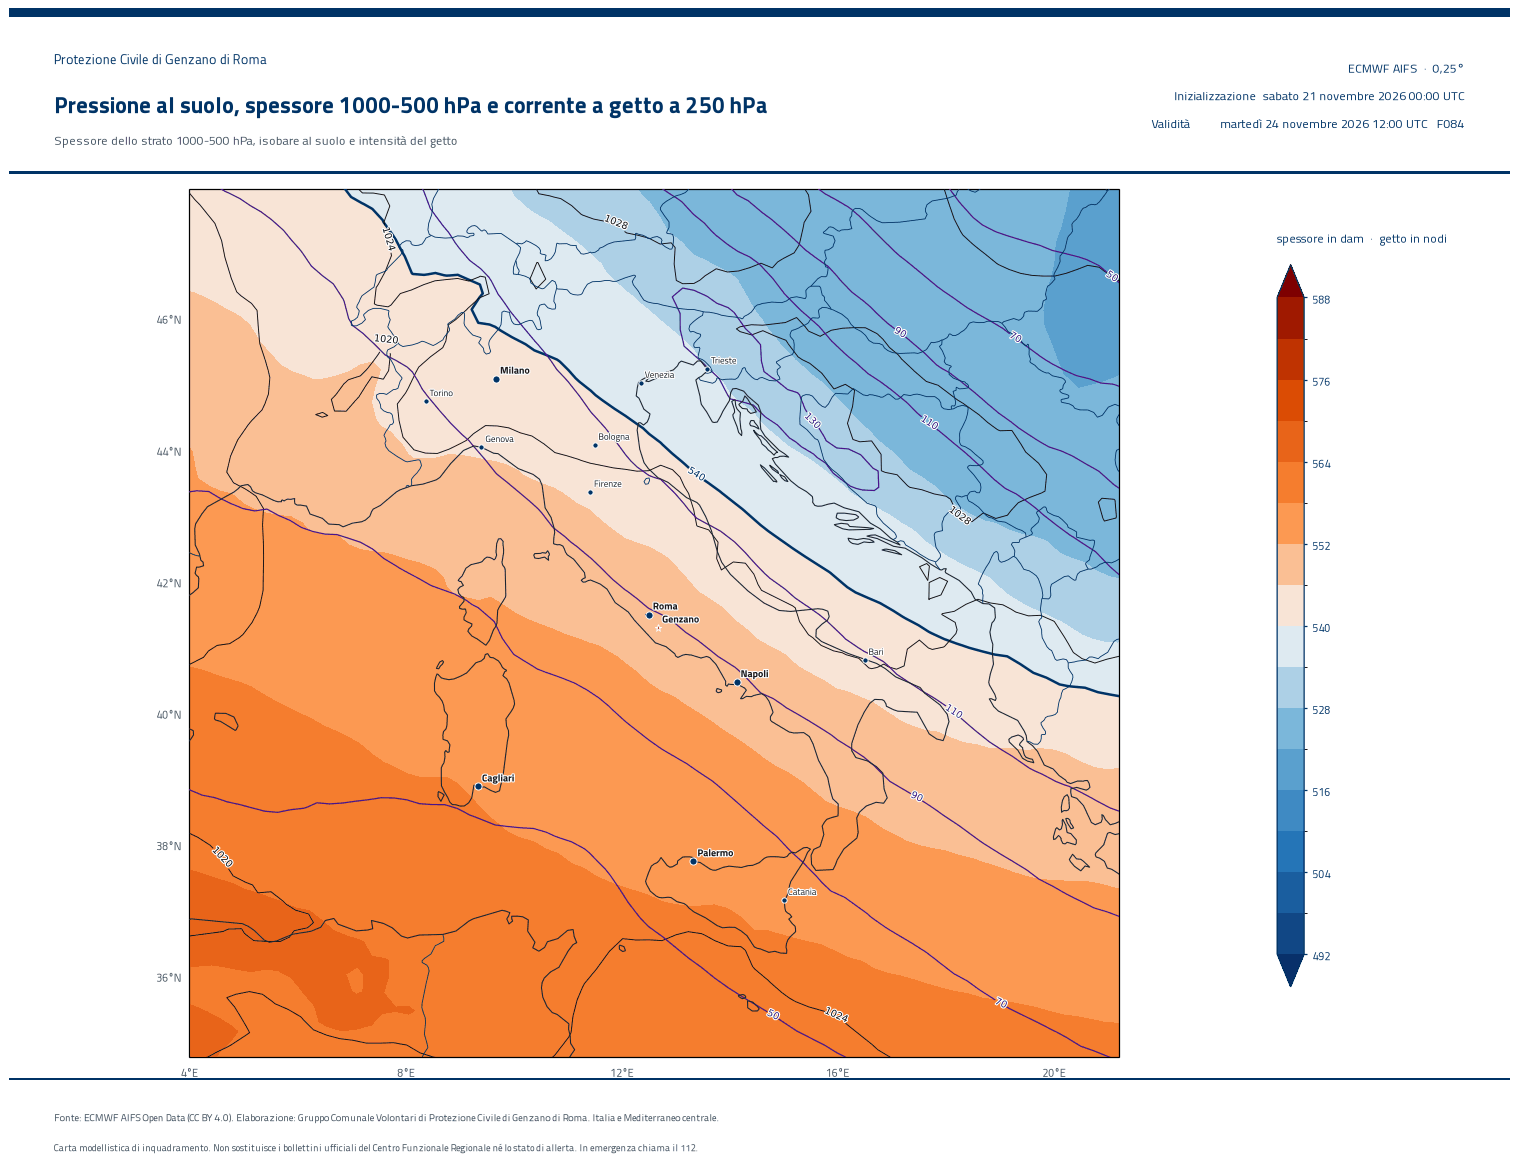 Protezione Civile di Genzano di Roma
Pressione al suolo, spessore 1000-500 hPa e corrente a getto a 250 hPa
Spessore dello strato 1000-500 hPa, isobare al suolo e intensità del getto
ECMWF AIFS · 0,25°
Inizializzazione sabato 21 novembre 2026 00:00 UTC
Validità martedì 24 novembre 2026 12:00 UTC F084
spessore in dam · getto in nodi
588
576
564
552
540
528
516
504
492
46°N
44°N
42°N
40°N
38°N
36°N
4°E
8°E
12°E
16°E
20°E
1024
1028
1020
50
90
70
130
110
1028
540
0
110
90
1020
70
50
1024
Milano
Torino
Venezia
Trieste
Genova
Bologna
Firenze
Roma
Genzano
Napoli
Bari
Cagliari
Palermo
Catania
Fonte: ECMWF AIFS Open Data (CC BY 4.0). Elaborazione: Gruppo Comunale Volontari di Protezione Civile di Genzano di Roma. Italia e Mediterraneo centrale.
Carta modellistica di inquadramento. Non sostituisce i bollettini ufficiali del Centro Funzionale Regionale né lo stato di allerta. In emergenza chiama il 112.